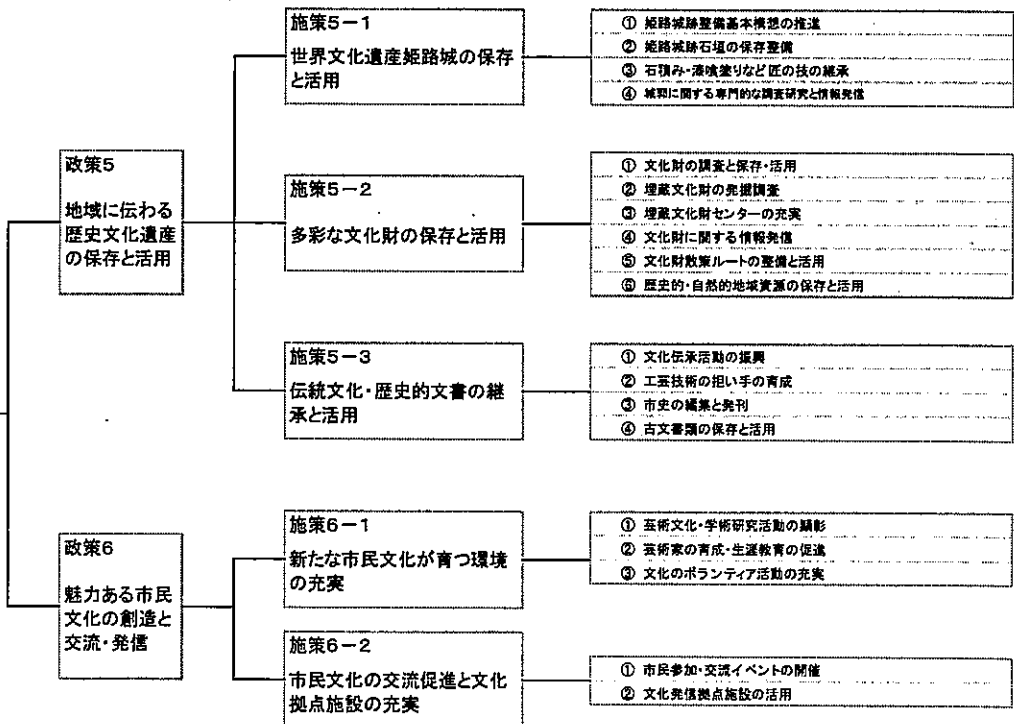 政策5
地域に伝わる
歴史文化遺産
の保存と活用
施策5-1
世界文化遺産姫路城の保存
と活用
① 姫路城跡整備基本構想の推進
② 姫路城跡石垣の保存整備
③ 石積み・漆喰塗りなど匠の技の継承
④ 城郭に関する専門的な調査研究と情報発信
施策5-2
多彩な文化財の保存と活用
① 文化財の調査と保存・活用
② 埋蔵文化財の発掘調査
③ 埋蔵文化財センターの充実
④ 文化財に関する情報発信
⑤ 文化財散策ルートの整備と活用
⑥ 歴史的・自然的地域資源の保存と活用
施策5-3
伝統文化・歴史的文書の継
承と活用
① 文化伝承活動の振興
② 工芸技術の担い手の育成
③ 市史の編集と発刊
④ 古文書類の保存と活用
政策6
魅力ある市民
文化の創造と
交流・発信
施策6-1
新たな市民文化が育つ環境
の充実
① 芸術文化・学術研究活動の顕彰
② 芸術家の育成・生涯教育の促進
③ 文化のボランティア活動の充実
施策6-2
市民文化の交流促進と文化
拠点施設の充実
① 市民参加・交流イベントの開催
② 文化発信拠点施設の活用